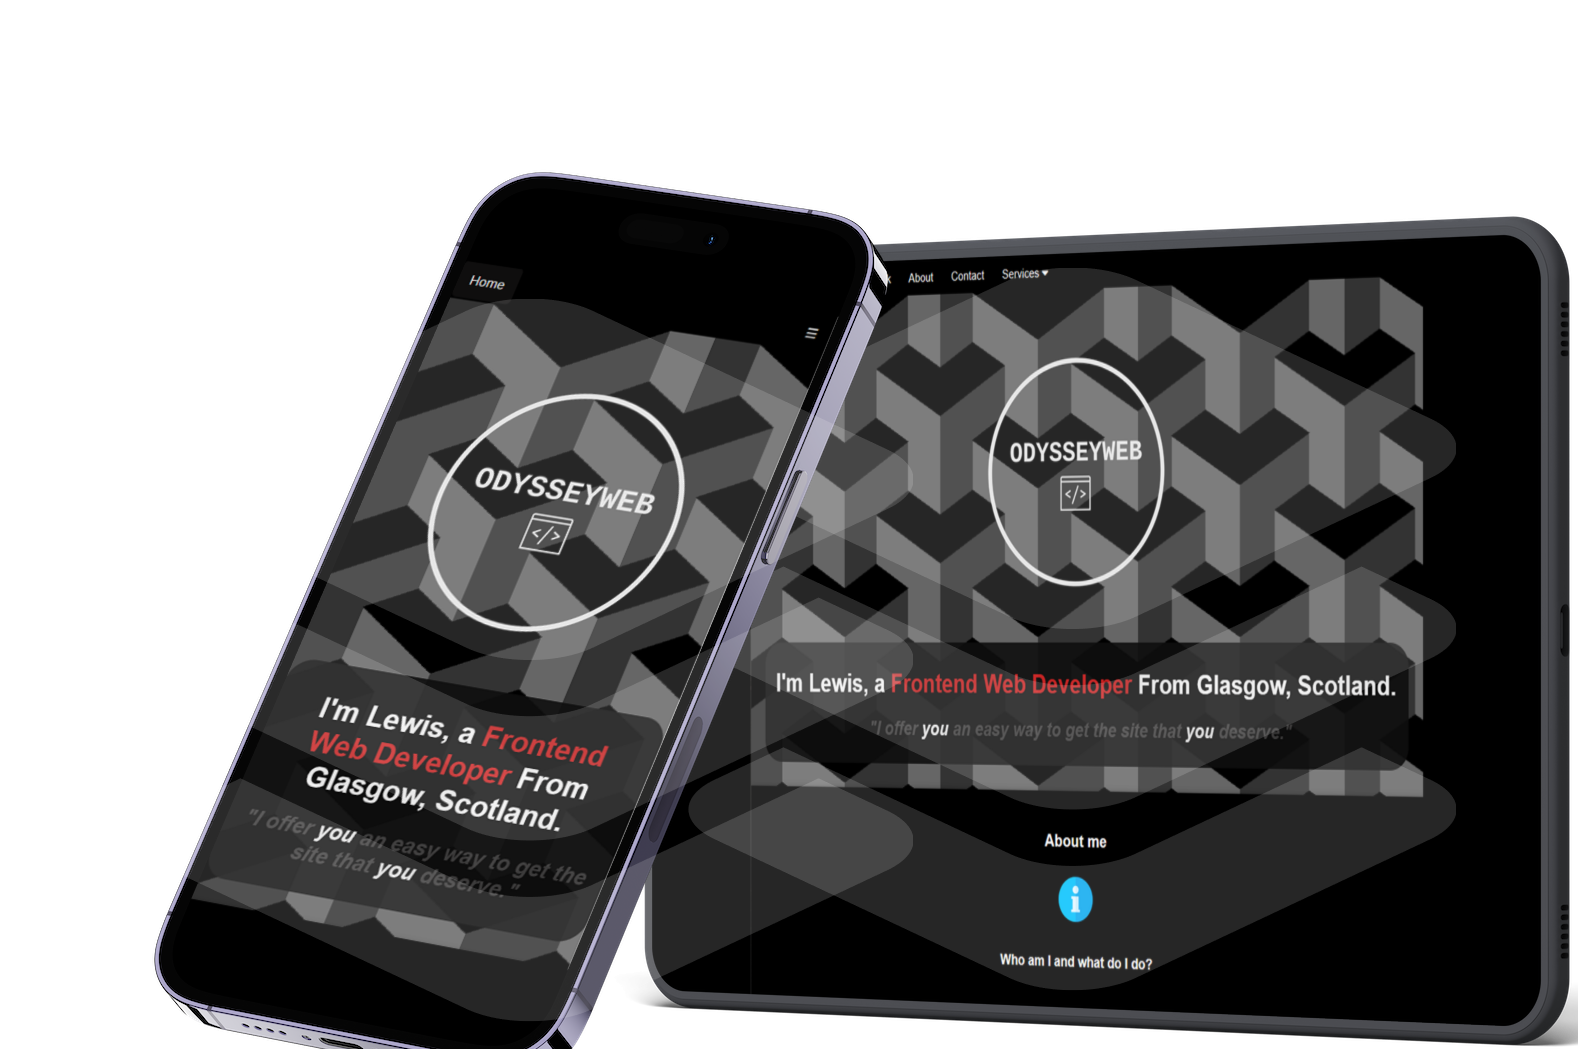 Home
ODYSSEYWEB
</>
I'm Lewis, a Frontend
Web Developer From
Glasgow, Scotland.
"I offer you an easy way to get the
site that you deserve."
About Contact Services
ODYSSEYWEB
</>
I'm Lewis, a Frontend Web Developer From Glasgow, Scotland.
"I offer you an easy way to get the site that you deserve."
About me
i
Who am I and what do I do?